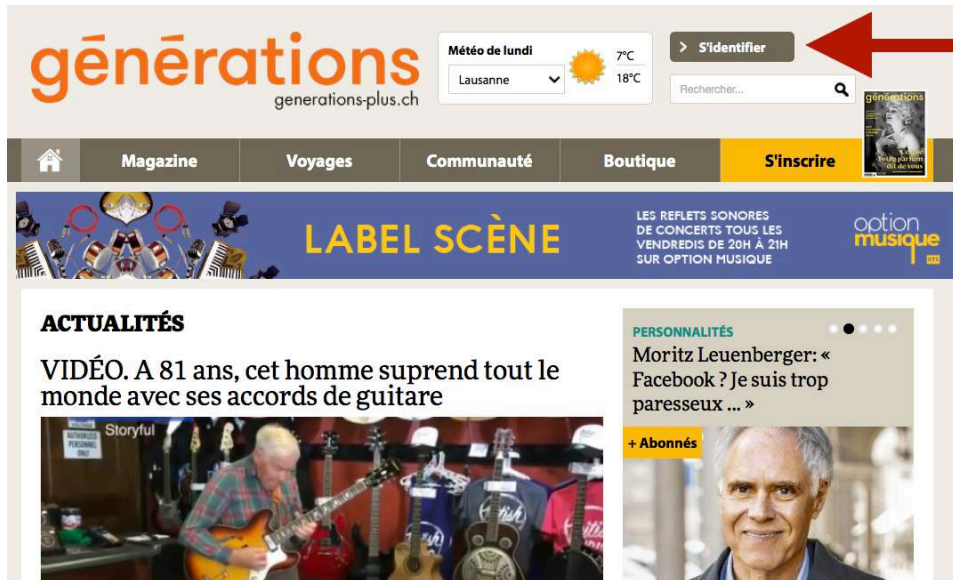 générations
generations-plus.ch
Météo de lundi
Lausanne
7°C
18°C
> S'identifier
Rechercher...
générations
Magazine
Voyages
Communauté
Boutique
S'inscrire
LABEL SCÈNE
LES REFLETS SONORES
DE CONCERTS TOUS LES
VENDREDIS DE 20H À 21H
SUR OPTION MUSIQUE
option
musique
ACTUALITÉS
VIDÉO. A 81 ans, cet homme suprend tout le
monde avec ses accords de guitare
Storyful
AUTHORIZED
PERSONNEL
ONLY
PERSONNALITÉS
Moritz Leuenberger: «
Facebook ? Je suis trop
paresseux ... »
+ Abonnés